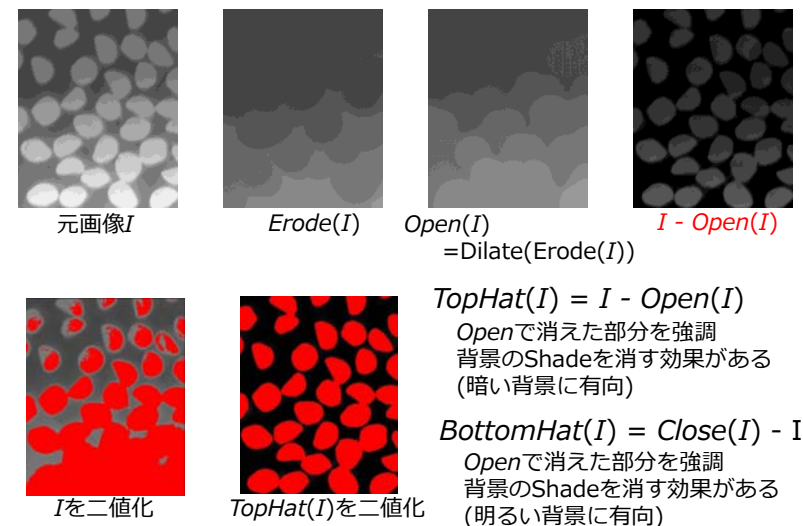 元画像I
Erode(I)
Open(I)
=Dilate(Erode(I))
I - Open(I)
Iを二値化
TopHat(I)を二値化
TopHat(I) = I - Open(I)
Openで消えた部分を強調
背景のShadeを消す効果がある
(暗い背景に有向)
BottomHat(I) = Close(I) - I
Openで消えた部分を強調
背景のShadeを消す効果がある
(明るい背景に有向)